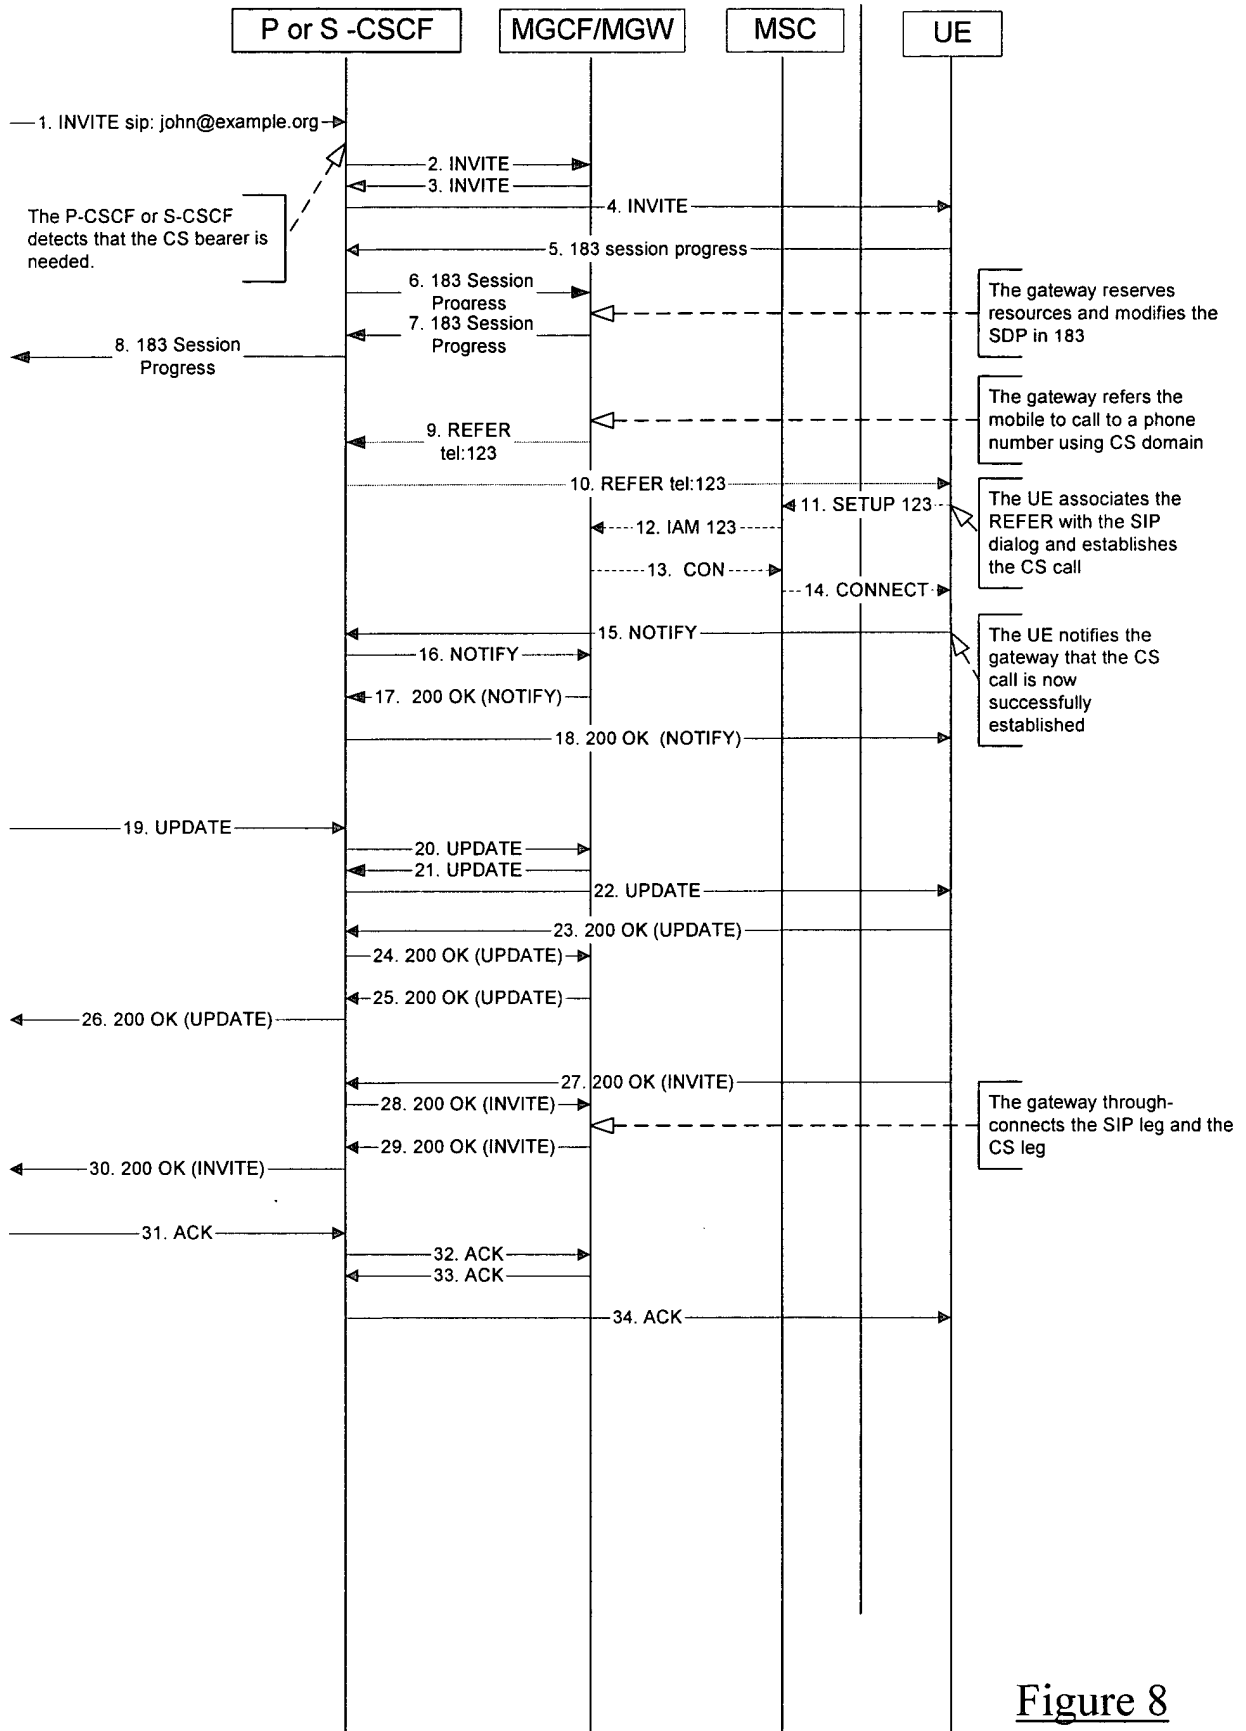 P or S -CSCF
MGCF/MGW
MSC
UE
1. INVITE sip: john@example.org
2. INVITE
3. INVITE
The P-CSCF or S-CSCF
detects that the CS bearer is
needed.
4. INVITE
5. 183 session progress
6. 183 Session
Progress
The gateway reserves
resources and modifies the
SDP in 183
7. 183 Session
Progress
8. 183 Session
Progress
The gateway refers the
mobile to call to a phone
number using CS domain
9. REFER
tel:123
10. REFER tel:123
11. SETUP 123
The UE associates the
REFER with the SIP
dialog and establishes
the CS call
12. IAM 123
13. CON
14. CONNECT
15. NOTIFY
The UE notifies the
gateway that the CS
call is now
successfully
established
16. NOTIFY
17. 200 OK (NOTIFY)
18. 200 OK (NOTIFY)
19. UPDATE
20. UPDATE
21. UPDATE
22. UPDATE
23. 200 OK (UPDATE)
24. 200 OK (UPDATE)
25. 200 OK (UPDATE)
26. 200 OK (UPDATE)
27. 200 OK (INVITE)
28. 200 OK (INVITE)
The gateway through-
connects the SIP leg and the
CS leg
29. 200 OK (INVITE)
30. 200 OK (INVITE)
31. ACK
32. ACK
33. ACK
34. ACK
Figure 8